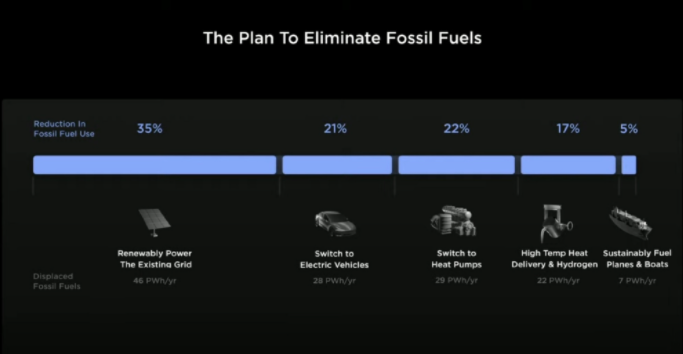 The Plan To Eliminate Fossil Fuels
Reduction In
Fossil Fuel Use
35%
21%
22%
17%
5%
Renewably Power
The Existing Grid
Switch to
Electric Vehicles
Switch to
Heat Pumps
High Temp Heat
Delivery & Hydrogen
Sustainably Fuel
Planes & Boats
Displaced
Fossil Fuels
46 PWh/yr
28 PWh/yr
29 PWh/yr
22 PWh/yr
7 PWh/yr